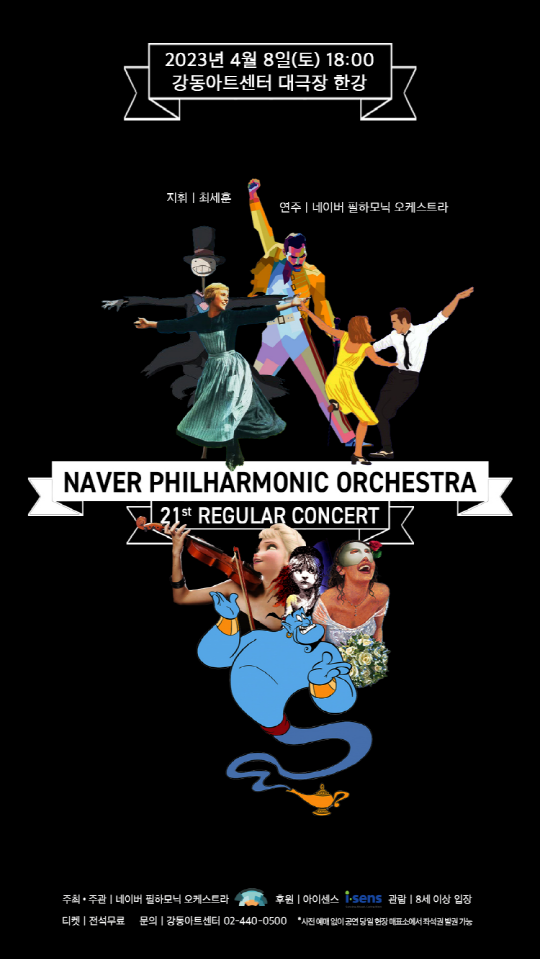 2023년 4월 8일(토) 18:00
강동아트센터 대극장 한강
지휘 | 최세훈
연주 | 네이버 필하모닉 오케스트라
NAVER PHILHARMONIC ORCHESTRA
21st REGULAR CONCERT
주최 • 주관 | 네이버 필하모닉 오케스트라 후원 | 아이센스 i·sens 관람 | 8세 이상 입장
티켓 | 전석무료 문의 | 강동아트센터 02-440-0500 *사전 예매 없이 공연 당일 현장 매표소에서 좌석권 발권 가능